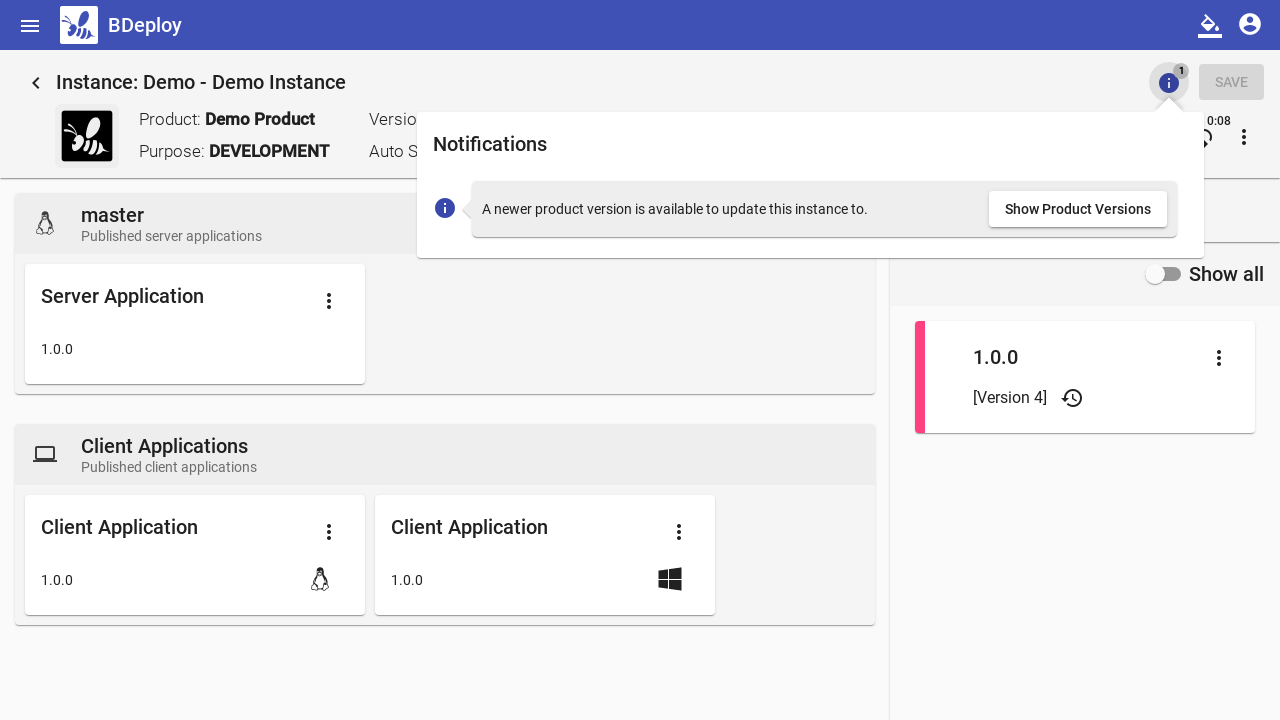 BDeploy
Instance: Demo - Demo Instance
1
SAVE
Product: Demo Product
Versio
0:08
Purpose: DEVELOPMENT
Auto S
Notifications
A newer product version is available to update this instance to.
Show Product Versions
master
Published server applications
Show all
Server Application
1.0.0
1.0.0
[Version 4]
Client Applications
Published client applications
Client Application
1.0.0
Client Application
1.0.0